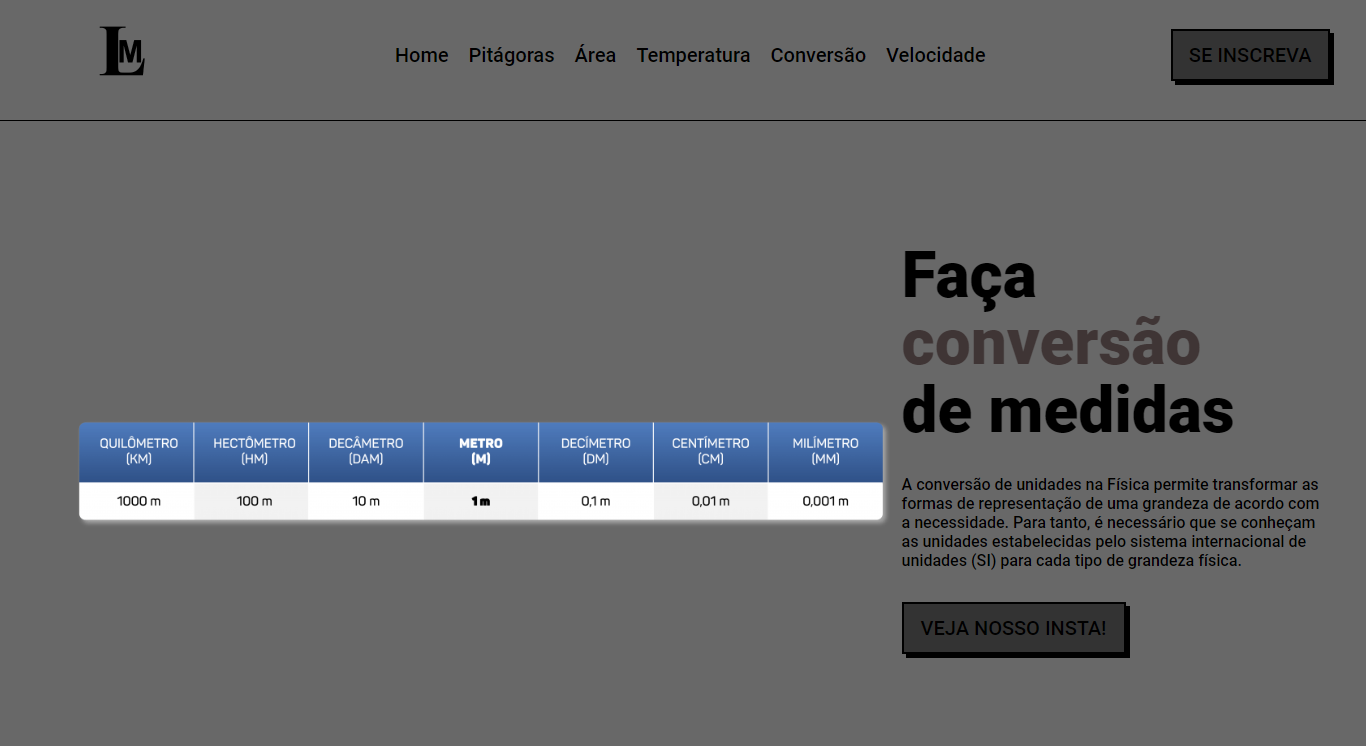 LM
Home Pitágoras Área Temperatura Conversão Velocidade
SE INSCREVA
Faça
conversão
de medidas
QUILÔMETRO HECTÔMETRO DECÂMETRO METRO DECÍMETRO CENTÍMETRO MILÍMETRO
(KM) (HM) (DAM) (M) (DM) (CM) (MM)
1000 m 100 m 10 m 1 m 0,1 m 0,01 m 0,001 m
A conversão de unidades na Física permite transformar as
formas de representação de uma grandeza de acordo com
a necessidade. Para tanto, é necessário que se conheçam
as unidades estabelecidas pelo sistema internacional de
unidades (SI) para cada tipo de grandeza física.
VEJA NOSSO INSTA!